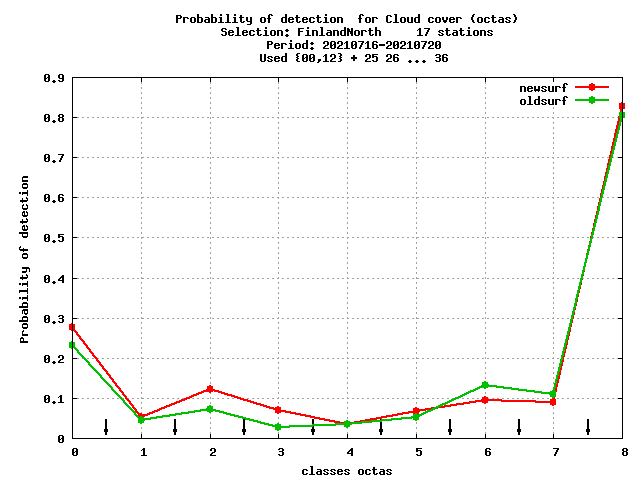 Probability of detection  for Cloud cover (octas)
Selection: FinlandNorth     17 stations
Period: 20210716-20210720
Used {00,12} + 25 26 ... 36
newsurf
oldsurf
0.9
0.8
0.7
0.6
0.5
0.4
0.3
0.2
0.1
0
Probability of detection
0 1 2 3 4 5 6 7 8
classes octas